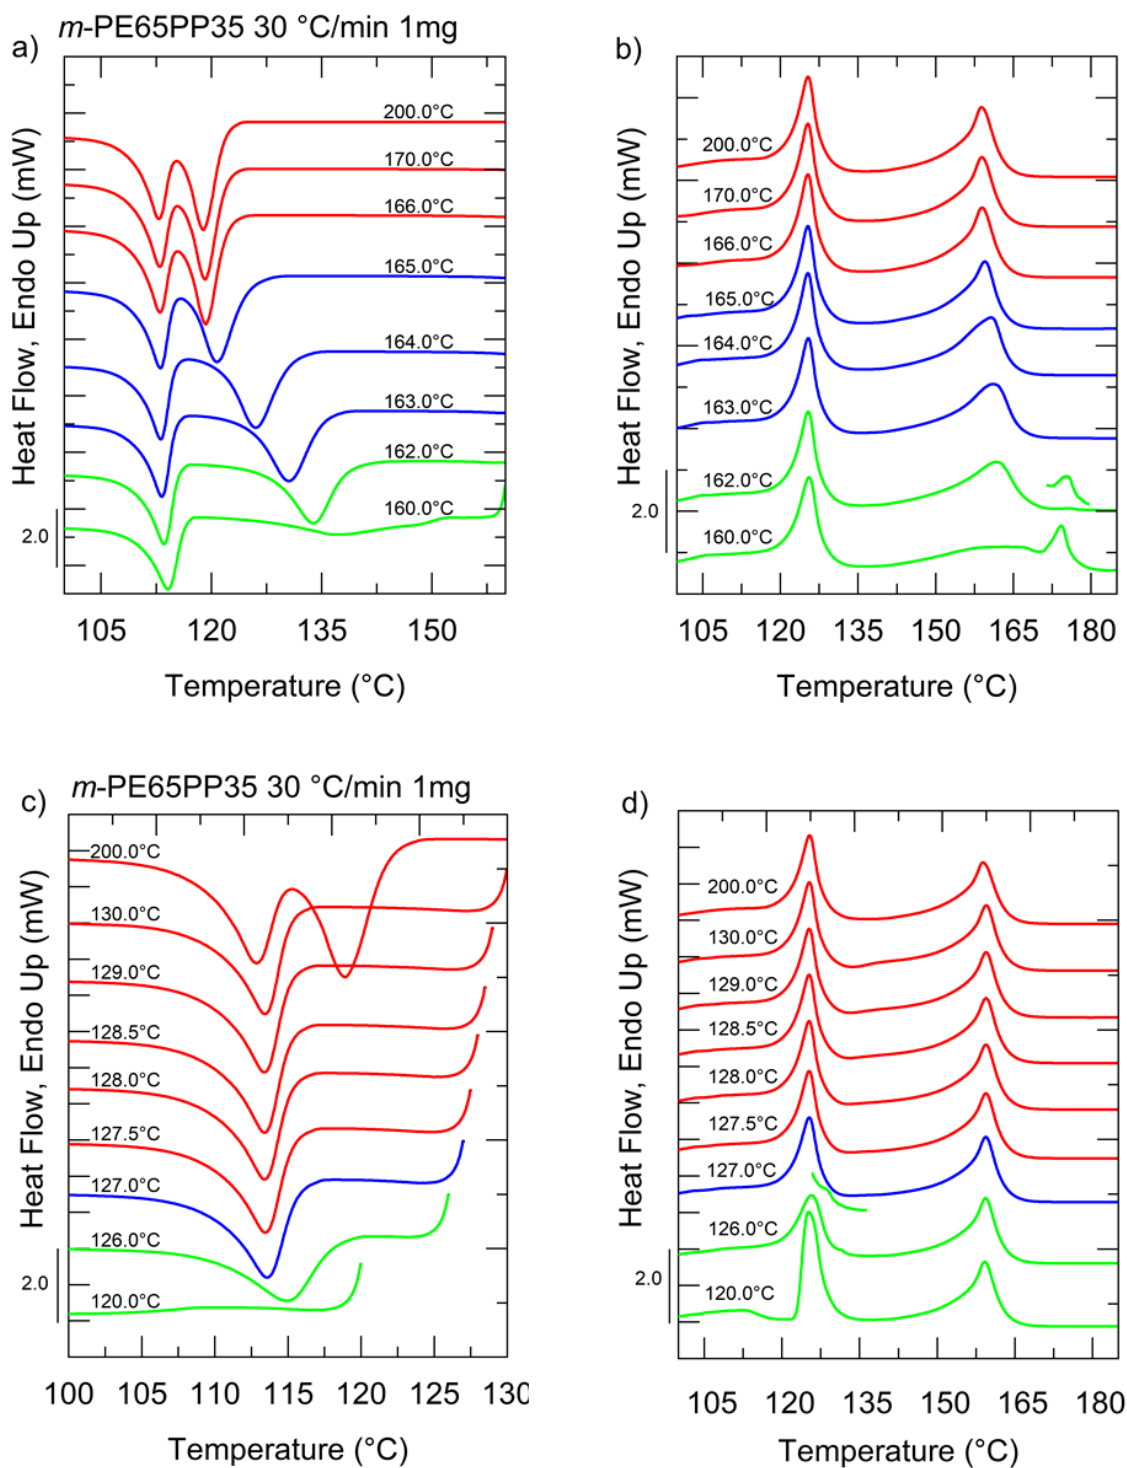 m-PE65PP35 30 °C/min 1mg
a)
Heat Flow, Endo Up (mW)
200.0°C
170.0°C
166.0°C
165.0°C
164.0°C
163.0°C
162.0°C
160.0°C
2.0
105 120 135 150
Temperature (°C)
b)
Heat Flow, Endo Up (mW)
200.0°C
170.0°C
166.0°C
165.0°C
164.0°C
163.0°C
162.0°C
2.0
160.0°C
105 120 135 150 165 180
Temperature (°C)
m-PE65PP35 30 °C/min 1mg
c)
Heat Flow, Endo Up (mW)
200.0°C
130.0°C
129.0°C
128.5°C
128.0°C
127.5°C
127.0°C
126.0°C
2.0
120.0°C
100 105 110 115 120 125 130
Temperature (°C)
d)
Heat Flow, Endo Up (mW)
200.0°C
130.0°C
129.0°C
128.5°C
128.0°C
127.5°C
127.0°C
126.0°C
2.0
120.0°C
105 120 135 150 165 180
Temperature (°C)